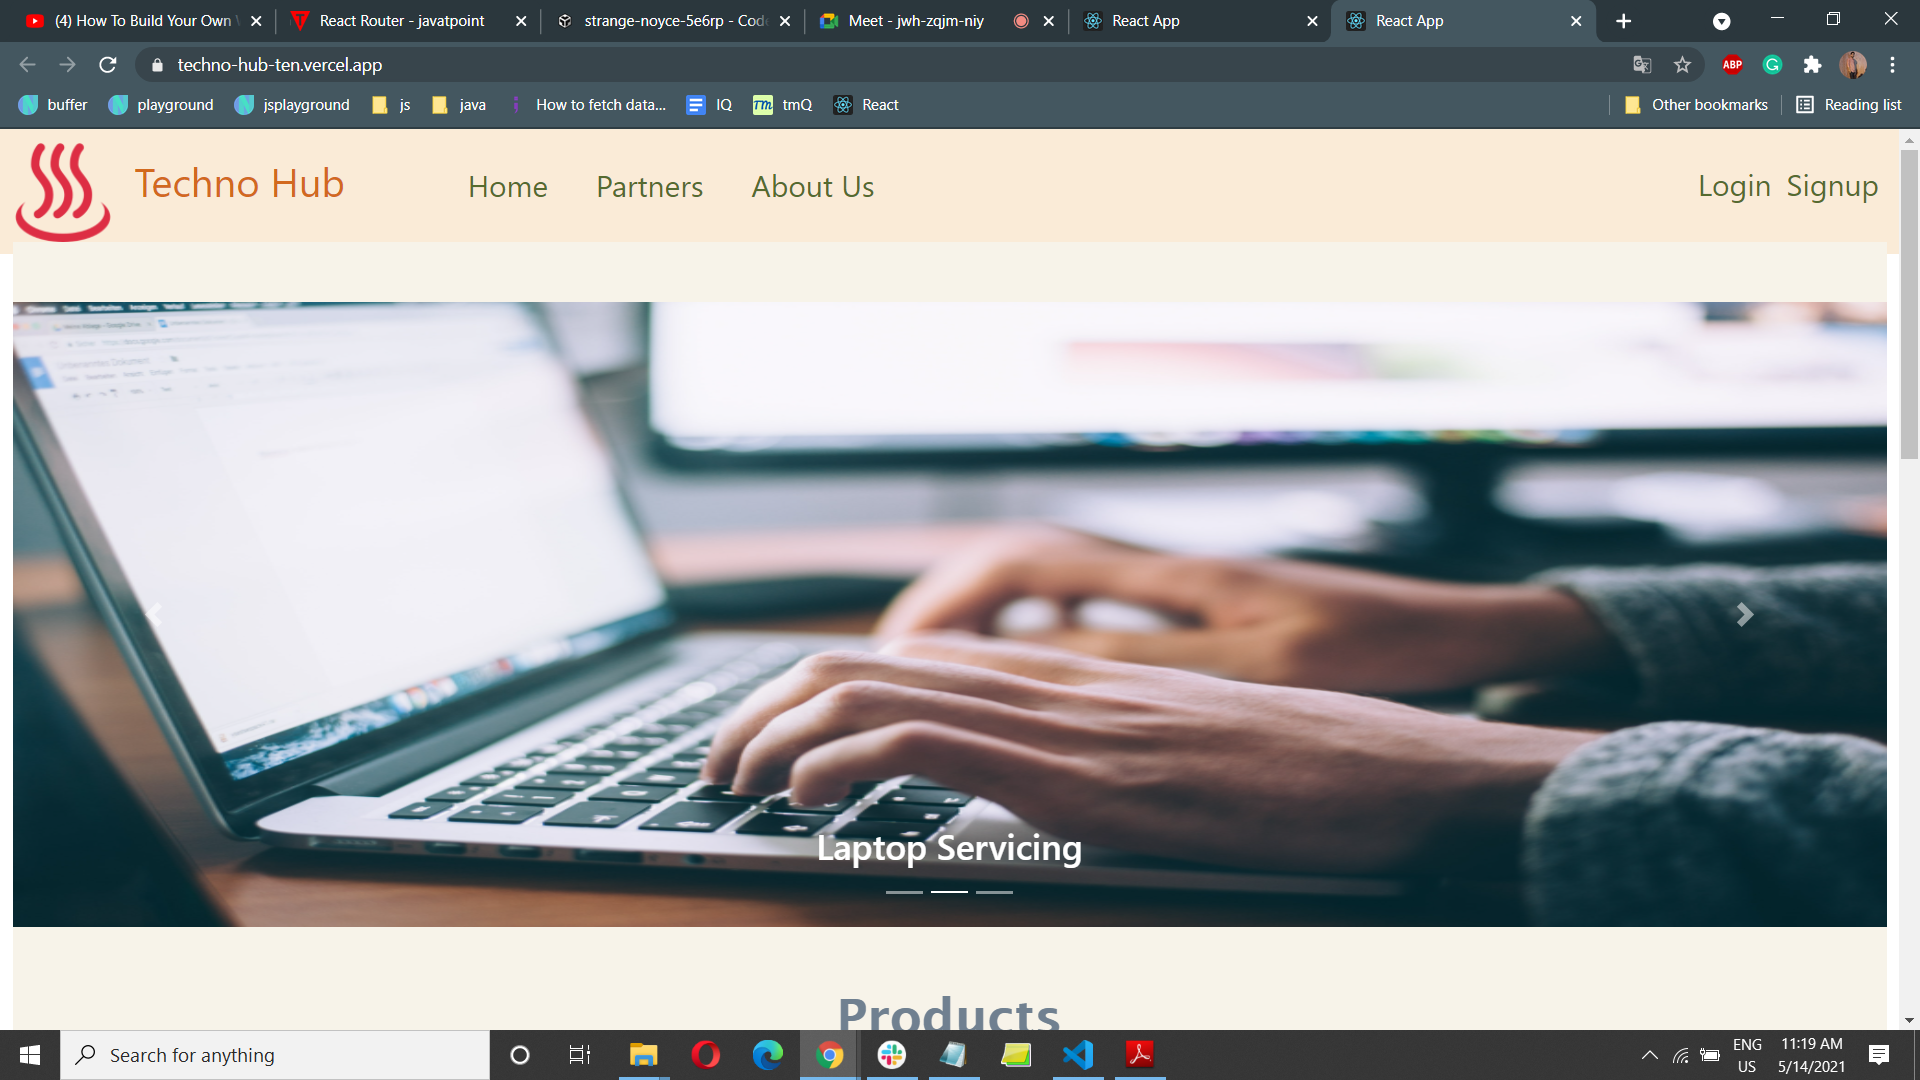 (4) How To Build Your Own
React Router - javatpoint
strange-noyce-5e6rp - Cod
Meet - jwh-zqjm-niy
React App
React App
techno-hub-ten.vercel.app
ABP
buffer
playground
jsplayground
js
java
How to fetch data...
IQ
tmQ
React
Other bookmarks
Reading list
Techno Hub
Home
Partners
About Us
Login
Signup
Laptop Servicing
Products
Search for anything
ENG
US
11:19 AM
5/14/2021